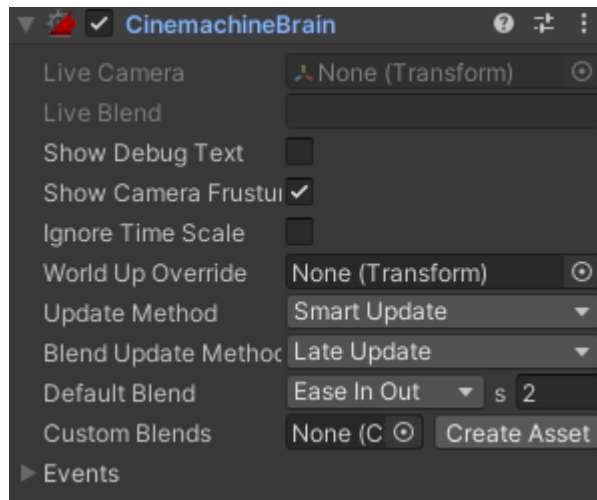 CinemachineBrain
Live Camera None (Transform)
Live Blend
Show Debug Text
Show Camera Frustu
Ignore Time Scale
World Up Override None (Transform)
Update Method Smart Update
Blend Update Method Late Update
Default Blend Ease In Out s 2
Custom Blends None (C Create Asset
Events